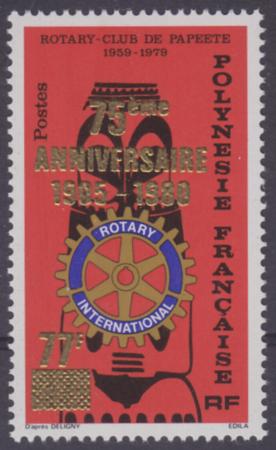 ROTARY-CLUB DE PAPEETE
1959-1979
Postes
75ème
ANNIVERSAIRE
1905-1980
POLYNESIE FRANÇAISE
ROTARY
INTERNATIONAL
77F
RF
D'après DELIGNY
EDILA